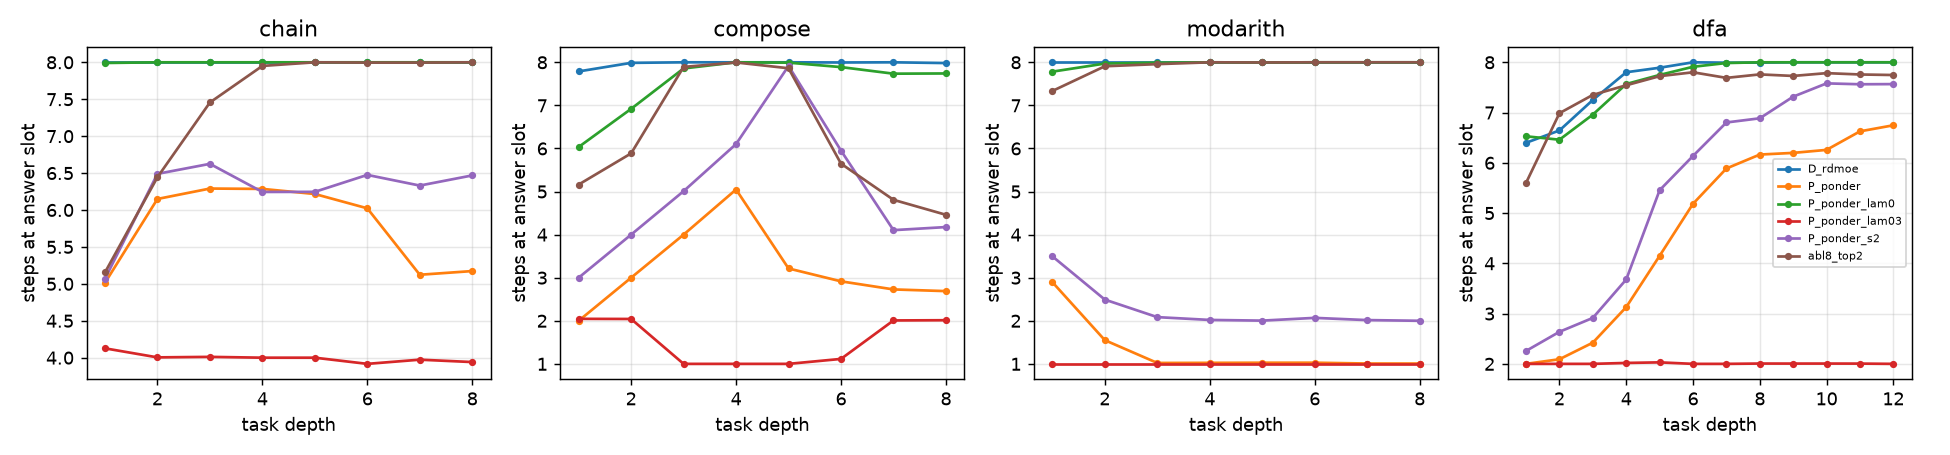 chain
8.0
7.5
7.0
6.5
6.0
5.5
5.0
4.5
4.0
2
4
6
8
steps at answer slot
task depth
compose
8
7
6
5
4
3
2
1
2
4
6
8
steps at answer slot
task depth
modarith
8
7
6
5
4
3
2
1
2
4
6
8
steps at answer slot
task depth
dfa
8
7
6
5
4
3
2
2
4
6
8
10
12
steps at answer slot
task depth
D_rdmoe
P_ponder
P_ponder_lam0
P_ponder_lam03
P_ponder_s2
abl8_top2